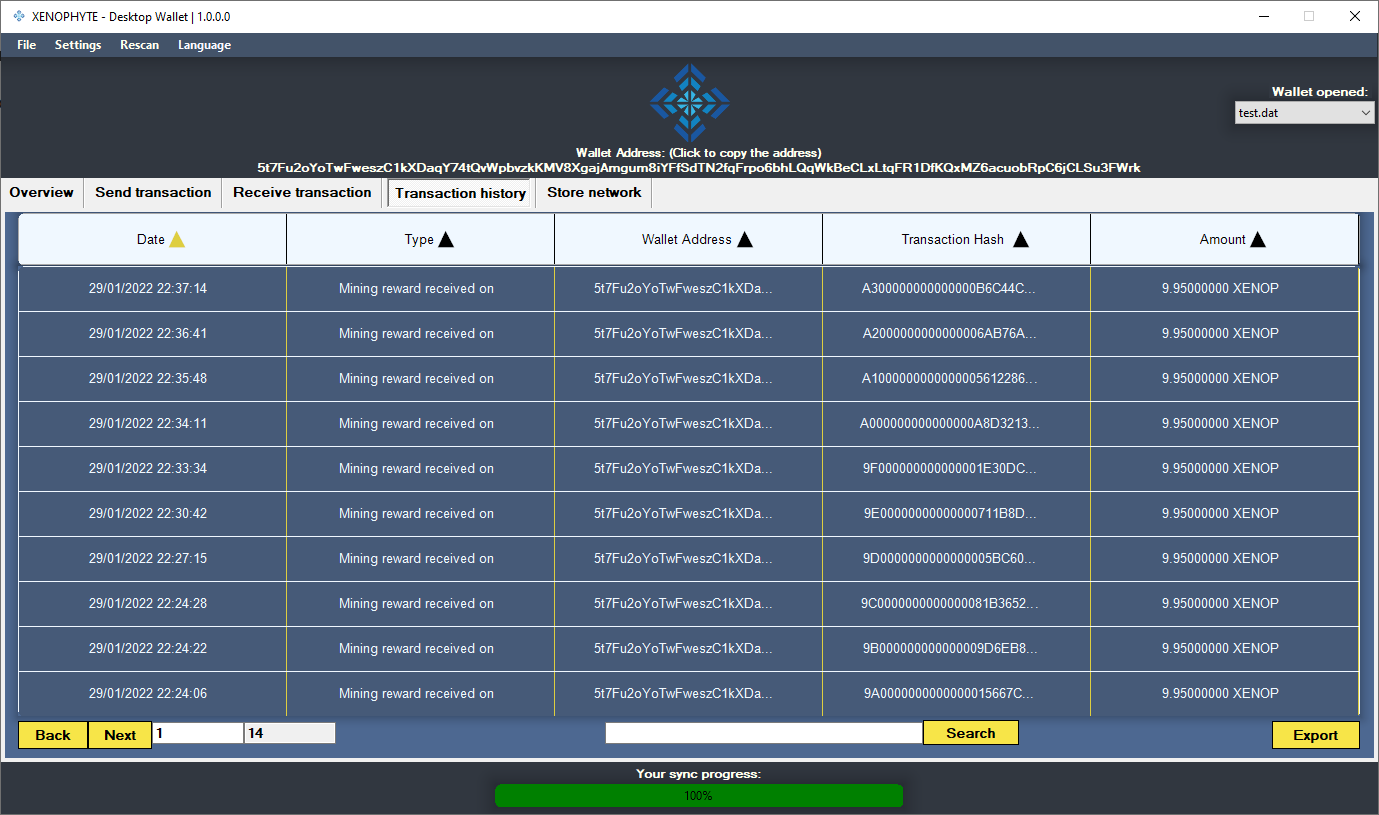 XENOPHYTE - Desktop Wallet | 1.0.0.0
File Settings Rescan Language
Wallet opened:
test.dat
Wallet Address: (Click to copy the address)
5t7Fu2oYoTwFweszC1kXDaqY74tQvWpbvzkKMV8XgajAmgum8iYFfSdTN2fqFrpo6bhLQqWkBeCLxLtqFR1DfKQxMZ6acuobRpC6jCLSu3FWrk
Overview Send transaction Receive transaction Transaction history Store network
Date Type Wallet Address Transaction Hash Amount
29/01/2022 22:37:14 Mining reward received on 5t7Fu2oYoTwFweszC1kXDa... A300000000000000B6C44C... 9.95000000 XENOP
29/01/2022 22:36:41 Mining reward received on 5t7Fu2oYoTwFweszC1kXDa... A2000000000000006AB76A... 9.95000000 XENOP
29/01/2022 22:35:48 Mining reward received on 5t7Fu2oYoTwFweszC1kXDa... A1000000000000005612286... 9.95000000 XENOP
29/01/2022 22:34:11 Mining reward received on 5t7Fu2oYoTwFweszC1kXDa... A000000000000000A8D3213... 9.95000000 XENOP
29/01/2022 22:33:34 Mining reward received on 5t7Fu2oYoTwFweszC1kXDa... 9F000000000000001E30DC... 9.95000000 XENOP
29/01/2022 22:30:42 Mining reward received on 5t7Fu2oYoTwFweszC1kXDa... 9E00000000000000711B8D... 9.95000000 XENOP
29/01/2022 22:27:15 Mining reward received on 5t7Fu2oYoTwFweszC1kXDa... 9D0000000000000005BC60... 9.95000000 XENOP
29/01/2022 22:24:28 Mining reward received on 5t7Fu2oYoTwFweszC1kXDa... 9C0000000000000081B3652... 9.95000000 XENOP
29/01/2022 22:24:22 Mining reward received on 5t7Fu2oYoTwFweszC1kXDa... 9B000000000000009D6EB8... 9.95000000 XENOP
29/01/2022 22:24:06 Mining reward received on 5t7Fu2oYoTwFweszC1kXDa... 9A0000000000000015667C... 9.95000000 XENOP
Back Next 1 14 Search Export
Your sync progress:
100%